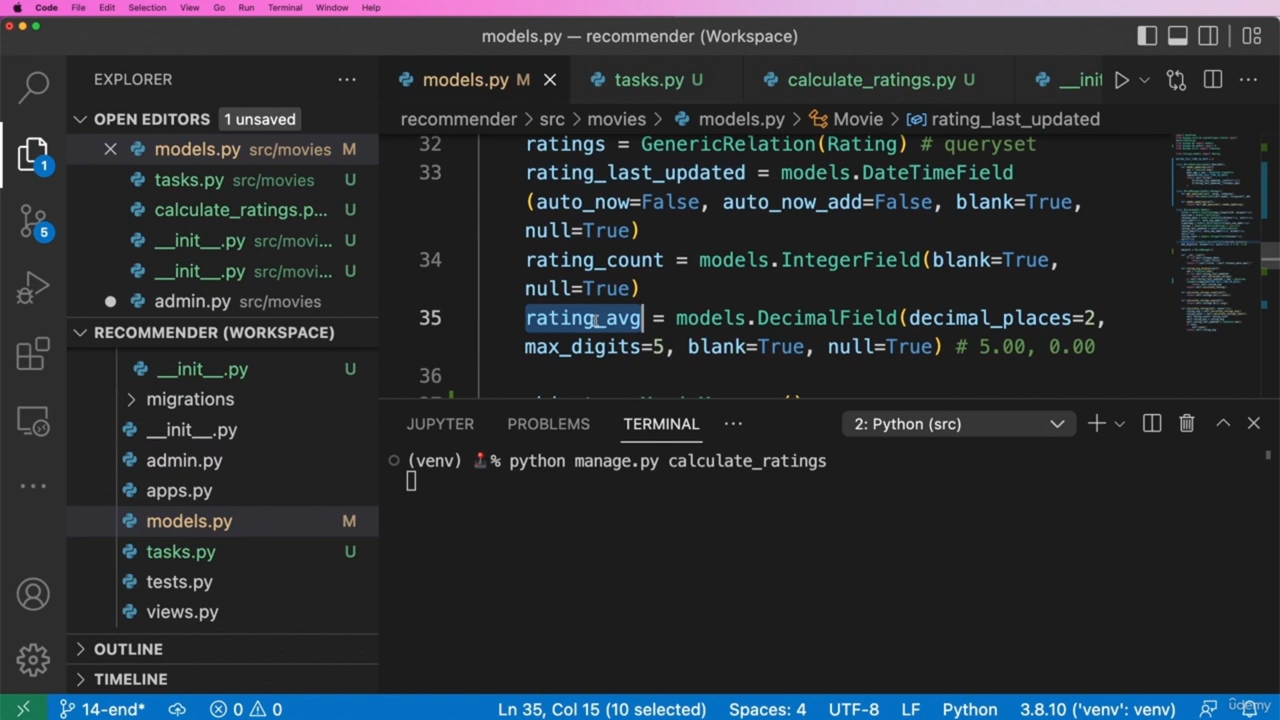 Code File Edit Selection View Go Run Terminal Window Help
models.py — recommender (Workspace)
EXPLORER
OPEN EDITORS 1 unsaved
models.py src/movies M
tasks.py src/movies U
calculate_ratings.p... U
__init__.py src/movi... U
__init__.py src/movi... U
admin.py src/movies
RECOMMENDER (WORKSPACE)
__init__.py U
migrations
__init__.py
admin.py
apps.py
models.py M
tasks.py U
tests.py
views.py
OUTLINE
TIMELINE
1
5
models.py M tasks.py U calculate_ratings.py U __init
recommender > src > movies > models.py > Movie > rating_last_updated
32 ratings = GenericRelation(Rating) # queryset
33 rating_last_updated = models.DateTimeField
(auto_now=False, auto_now_add=False, blank=True,
null=True)
34 rating_count = models.IntegerField(blank=True,
null=True)
35 rating_avg = models.DecimalField(decimal_places=2,
max_digits=5, blank=True, null=True) # 5.00, 0.00
36
JUPYTER PROBLEMS TERMINAL 2: Python (src)
(venv) % python manage.py calculate_ratings
14-end* 0 0 Ln 35, Col 15 (10 selected) Spaces: 4 UTF-8 LF Python 3.8.10 ('venv': venv)
ûdemy